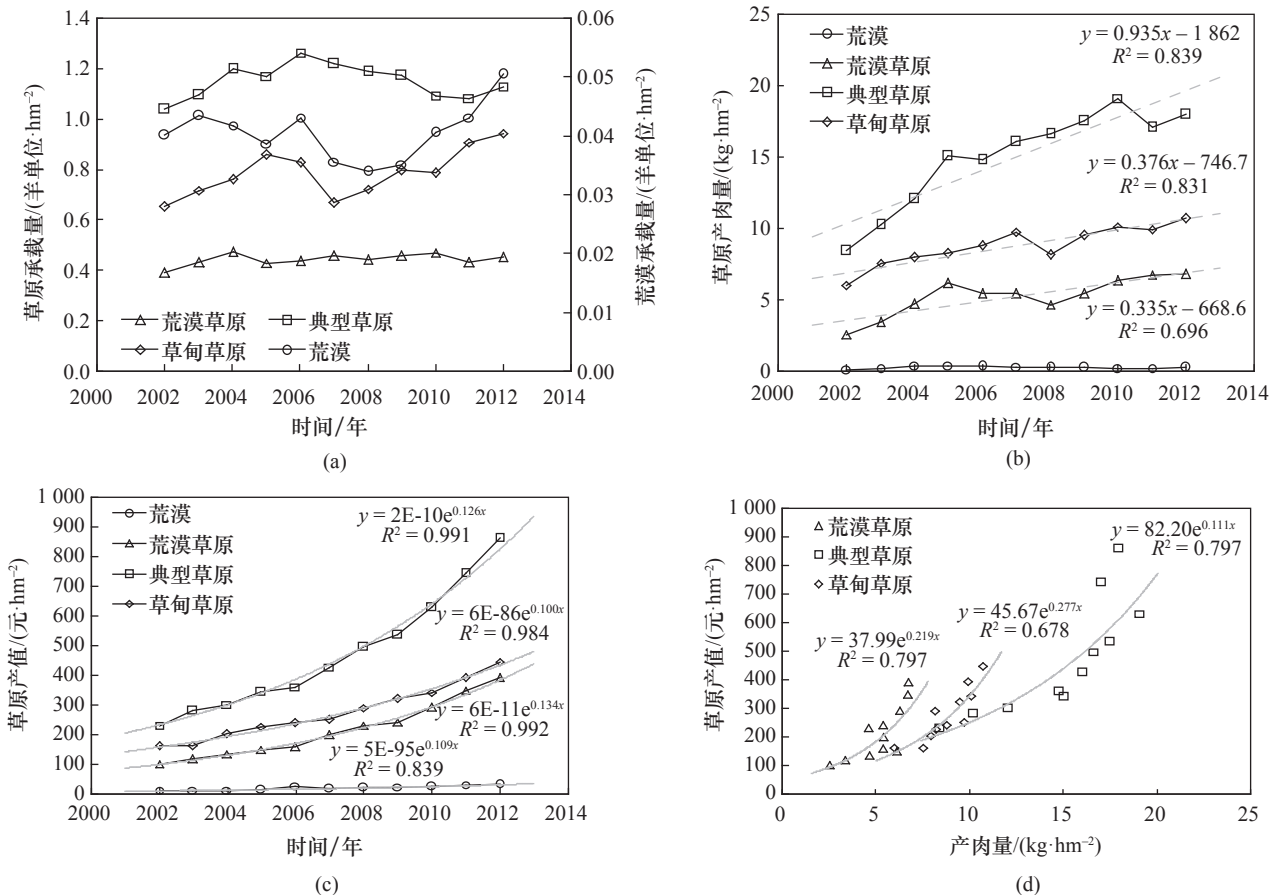 草原承载量/(羊单位·hm⁻²)
1.4
1.2
1.0
0.8
0.6
0.4
0.2
0.0
0.06
0.05
0.04
0.03
0.02
0.01
0.00
荒漠承载量/(羊单位·hm⁻²)
荒漠草原 典型草原
草甸草原 荒漠
2000 2002 2004 2006 2008 2010 2012 2014
时间/年
(a)
草原产肉量/(kg·hm⁻²)
25
20
15
10
5
0
荒漠
荒漠草原
典型草原
草甸草原
y = 0.935x – 1 862
R² = 0.839
y = 0.376x – 746.7
R² = 0.831
y = 0.335x – 668.6
R² = 0.696
2000 2002 2004 2006 2008 2010 2012 2014
时间/年
(b)
草原产值/(元·hm⁻²)
1 000
900
800
700
600
500
400
300
200
100
0
荒漠
荒漠草原
典型草原
草甸草原
y = 2E-10e^0.126x
R² = 0.991
y = 6E-86e^0.100x
R² = 0.984
y = 6E-11e^0.134x
R² = 0.992
y = 5E-95e^0.109x
R² = 0.839
2000 2002 2004 2006 2008 2010 2012 2014
时间/年
(c)
草原产值/(元·hm⁻²)
1 000
900
800
700
600
500
400
300
200
100
0
荒漠草原
典型草原
草甸草原
y = 82.20e^0.111x
R² = 0.797
y = 45.67e^0.277x
R² = 0.678
y = 37.99e^0.219x
R² = 0.797
0 5 10 15 20 25
产肉量/(kg·hm⁻²)
(d)